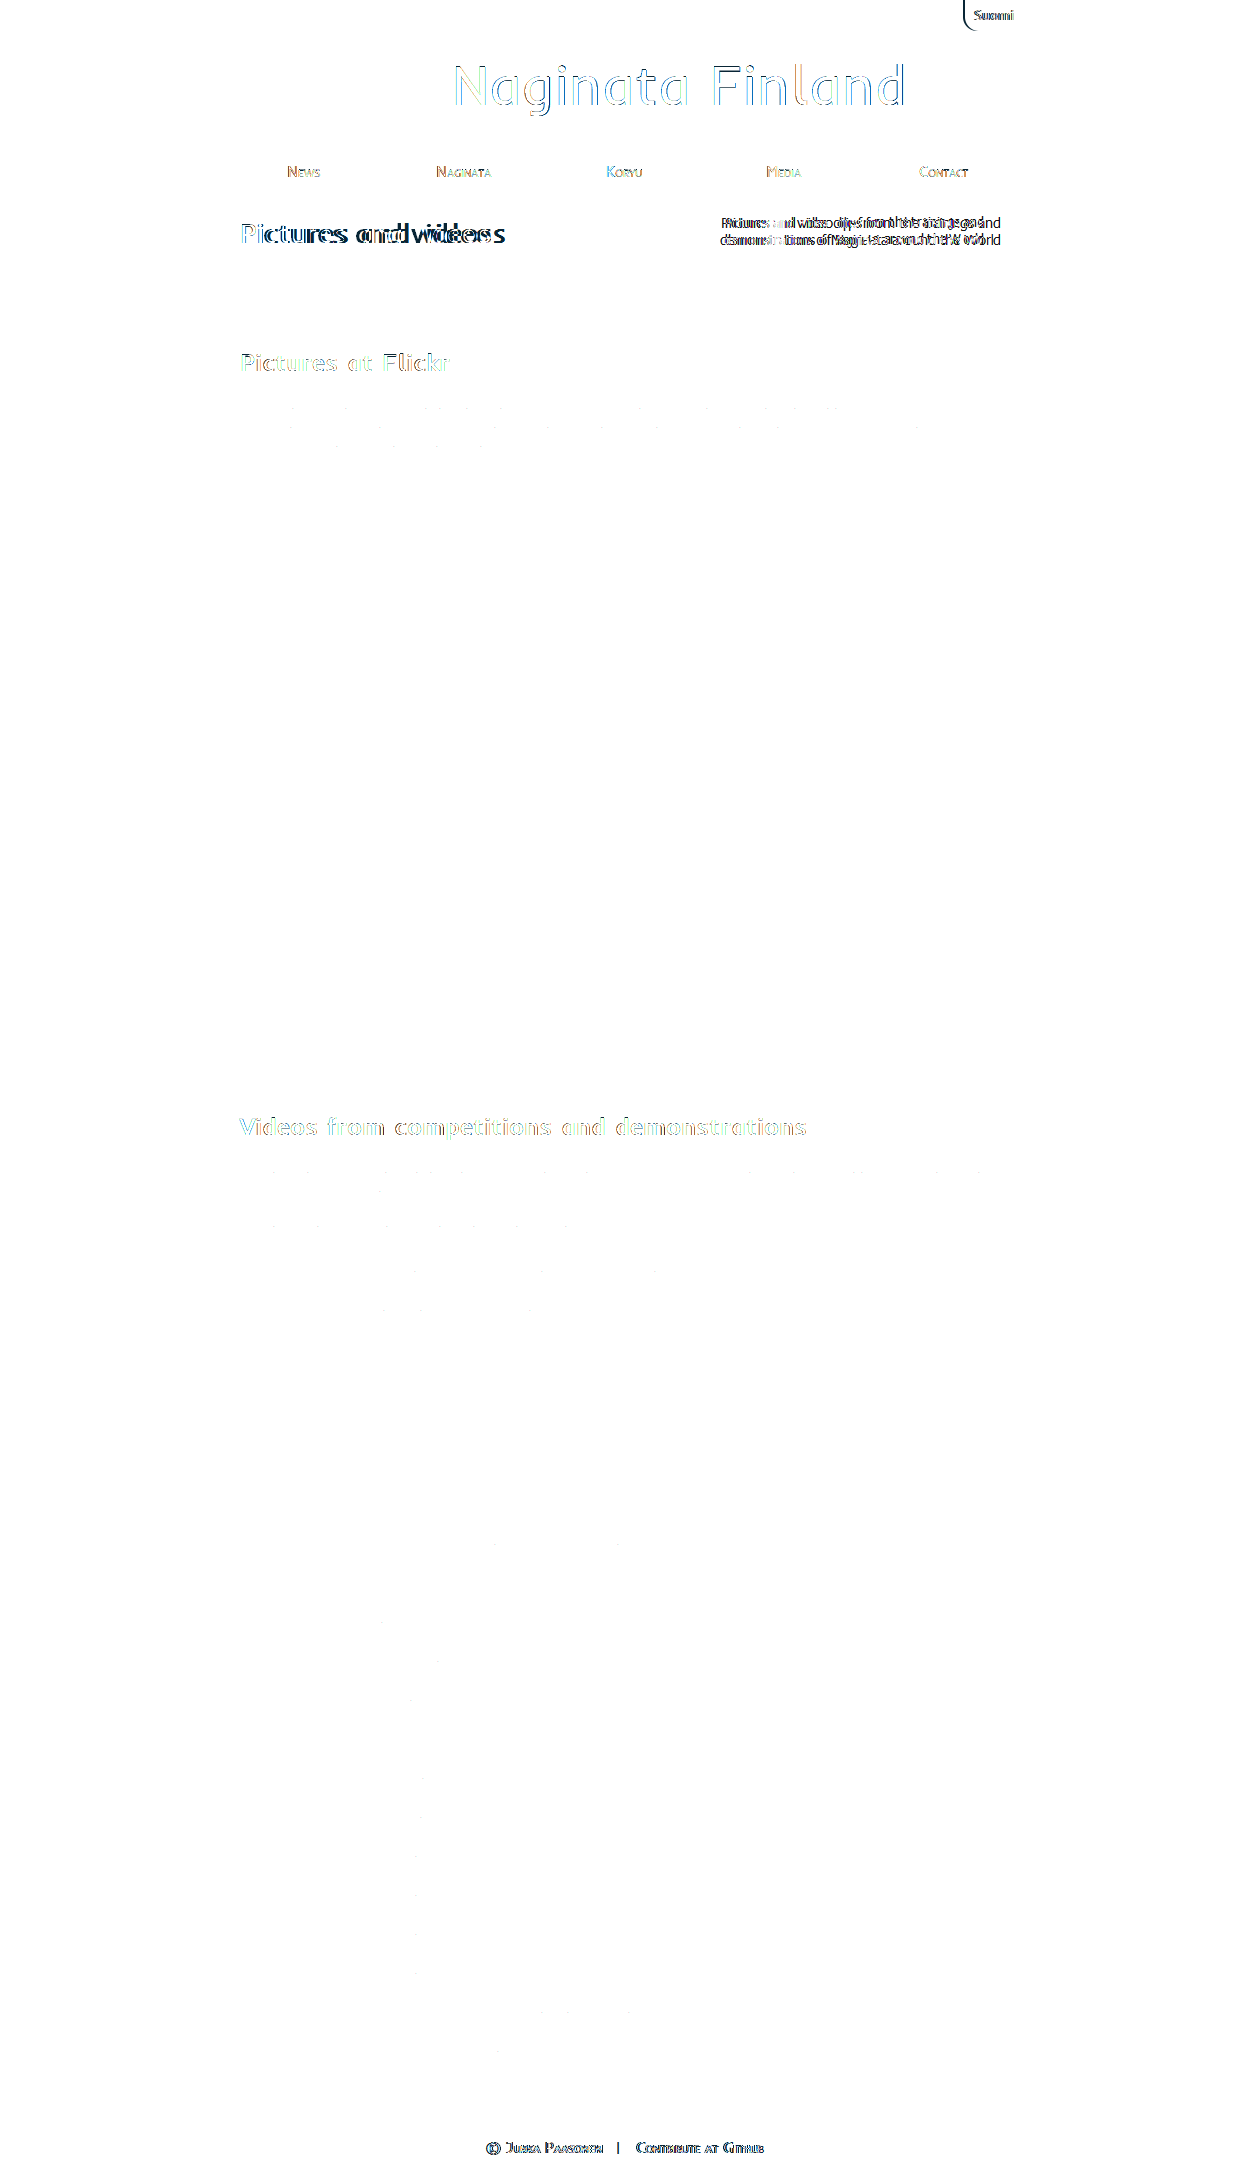 Suomi
Naginata Finland
News Naginata Koryu Media Contact
Pictures and videos
Pictures and video clips from the trainings and
demonstrations of Naginata around the World
Pictures at Flickr
Videos from competitions and demonstrations
© Jukka Paasonen | Contribute at Github